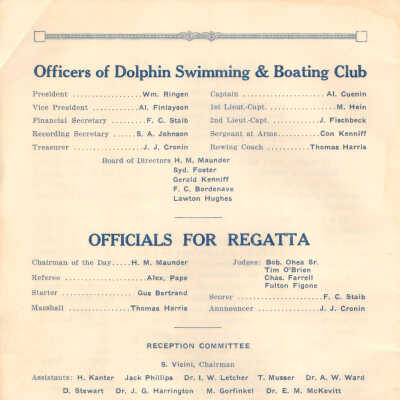 Officers of Dolphin Swimming & Boating Club
President Wm. Ringen
Vice President Al. Finlayson
Financial Secretary F. C. Staib
Recording Secretary S. A. Johnson
Treasurer J. J. Cronin
Captain Al. Cuenin
1st Lieut.-Capt. M. Hein
2nd Lieut.-Capt. J. Fischbeck
Sergeant at Arms Con Kenniff
Rowing Coach Thomas Harris
Board of Directors H. M. Maunder
Syd. Foster
Gerald Kenniff
F. C. Bordenave
Lawton Hughes
OFFICIALS FOR REGATTA
Chairman of the Day H. M. Maunder
Referee Alex. Pape
Starter Gus Bertrand
Marshall Thomas Harris
Judges: Bob. Ohea Sr.
Tim O'Brien
Chas. Farrell
Fulton Figone
Scorer F. C. Staib
Announcer J. J. Cronin
RECEPTION COMMITTEE
S. Vicini, Chairman
Assistants: H. Kanter Jack Phillips Dr. I. W. Letcher T. Musser Dr. A. W. Ward
D. Stewart Dr. J. G. Harrington M. Gorfinkel Dr. E. M. McKevitt